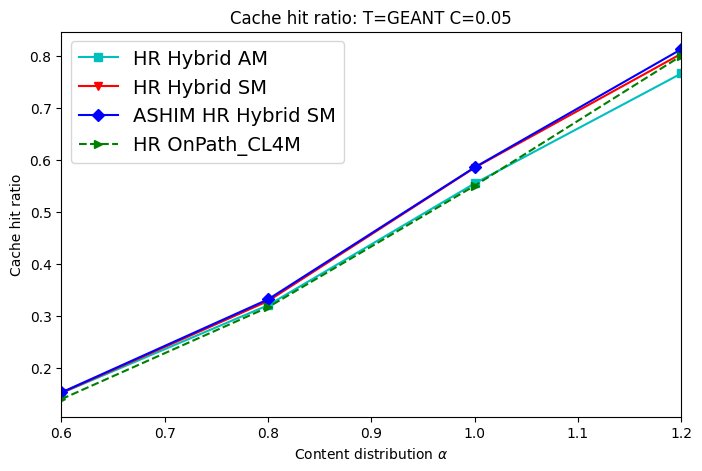 Cache hit ratio: T=GEANT C=0.05
HR Hybrid AM
HR Hybrid SM
ASHIM HR Hybrid SM
HR OnPath_CL4M
Cache hit ratio
0.8
0.7
0.6
0.5
0.4
0.3
0.2
0.6 0.7 0.8 0.9 1.0 1.1 1.2
Content distribution α